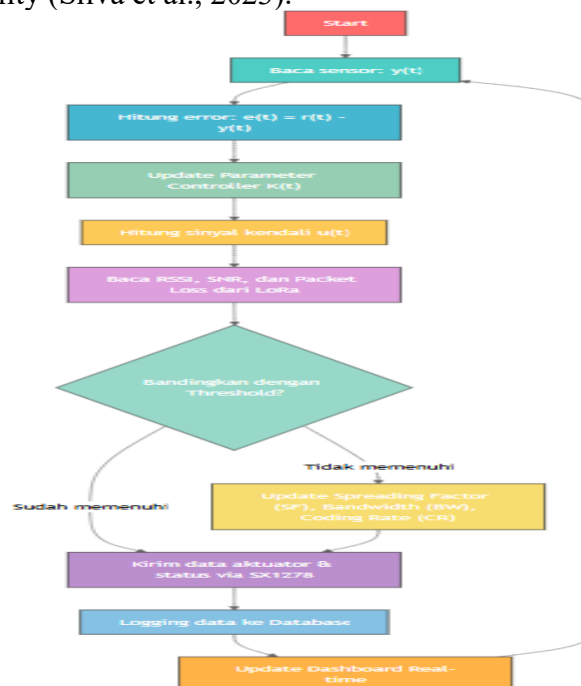 (Silva et al., 2023).
Start
Baca sensor: y(t)
Hitung error: e(t) = r(t) -
y(t)
Update Parameter
Controller K(t)
Hitung sinyal kendali u(t)
Baca RSSI, SNR, dan Packet
Loss dari LoRa
Bandingkan dengan
Threshold?
Tidak memenuhi
Sudah memenuhi
Update Spreading Factor
(SF), Bandwidth (BW),
Coding Rate (CR)
Kirim data aktuator &
status via SX1278
Logging data ke Database
Update Dashboard Real-
time